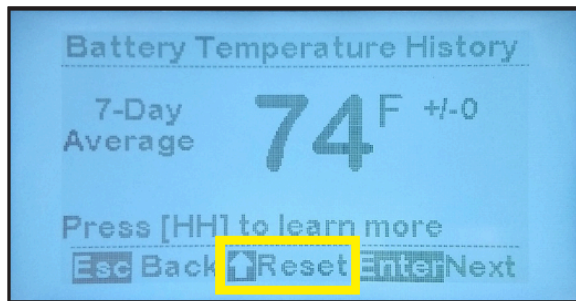 Battery Temperature History
7-Day
Average
74 F +/-0
Press [HH] to learn more
Esc Back ⇧Reset Enter Next